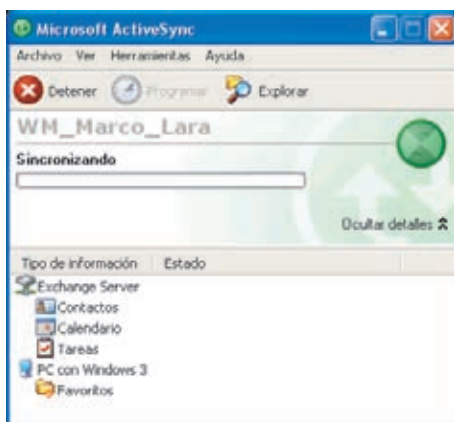 Microsoft ActiveSync
Archivo Ver Herramientas Ayuda
Detener Programar Explorar
WM_Marco_Lara
Sincronizando
Ocultar detalles
Tipo de información Estado
Exchange Server
Contactos
Calendario
Tareas
PC con Windows 3
Favoritos